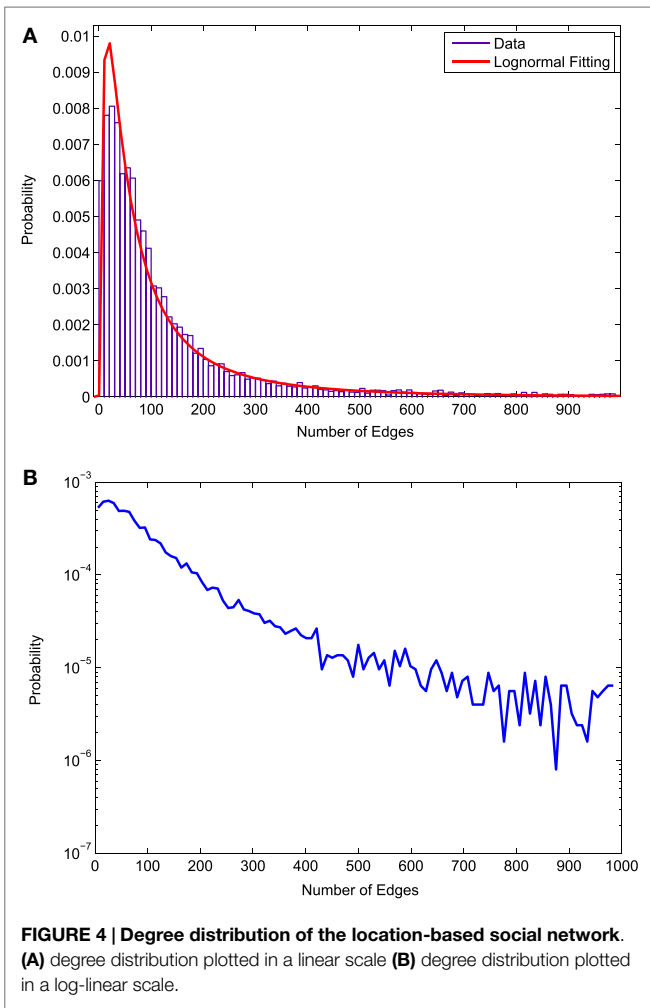 A
0.01
0.009
0.008
0.007
0.006
0.005
0.004
0.003
0.002
0.001
0
Probability
Data
Lognormal Fitting
0 100 200 300 400 500 600 700 800 900
Number of Edges
B
10⁻³
10⁻⁴
10⁻⁵
10⁻⁶
10⁻⁷
Probability
0 100 200 300 400 500 600 700 800 900 1000
Number of Edges
FIGURE 4 | Degree distribution of the location-based social network.
(A) degree distribution plotted in a linear scale (B) degree distribution plotted
in a log-linear scale.